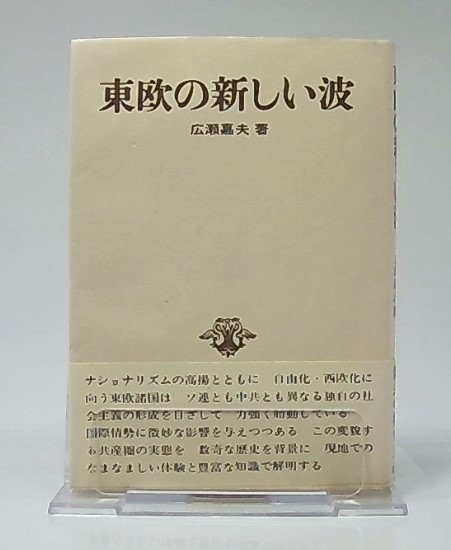 東欧の新しい波
広瀬嘉夫 著
ナショナリズムの高揚とともに 自由化・西欧化に
向う東欧諸国は ソ連とも中共とも異なる独自の社
会主義の形成を目ざして 力強く胎動している
国際情勢に微妙な影響を与えつつある この変貌す
る共産圏の実態を 数奇な歴史を背景に 現地での
なまなましい体験と豊富な知識で解明する